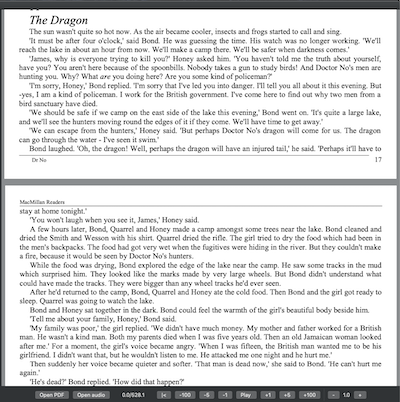 The Dragon
The sun wasn't quite so hot now. As the air became cooler, insects and frogs started to call and sing.
'It must be after four o'clock,' said Bond. He was guessing the time. His watch was no longer working. 'We'll
reach the lake in about an hour from now. We'll make a camp there. We'll be safer when darkness comes.'
'James, why is everyone trying to kill you?' Honey asked him. 'You haven't told me the truth about yourself,
have you? You aren't here because of the spoonbills. Nobody takes a gun to study birds! And Doctor No's men are
hunting you. Why? What are you doing here? Are you some kind of policeman?'
'I'm sorry, Honey,' Bond replied. 'I'm sorry that I've led you into danger. I'll tell you all about it this evening. But
-yes, I am a kind of policeman. I work for the British government. I've come here to find out why two men from a
bird sanctuary have died.
'We should be safe if we camp on the east side of the lake this evening,' Bond went on. 'It's quite a large lake,
and we'll see the hunters moving round the edges of it if they come. We'll have time to get away.'
'We can escape from the hunters,' Honey said. 'But perhaps Doctor No's dragon will come for us. The dragon
can go through the water - I've seen it swim.'
Bond laughed. 'Oh, the dragon! Well, perhaps the dragon will have an injured tail,' he said. 'Perhaps it'll have to
Dr.No 17
MacMillan Readers
stay at home tonight.'
'You won't laugh when you see it, James,' Honey said.
A few hours later, Bond, Quarrel and Honey made a camp amongst some trees near the lake. Bond cleaned and
dried the Smith and Wesson with his shirt. Quarrel dried the rifle. The girl tried to dry the food which had been in
the men's backpacks. The food had got very wet when the fugitives were hiding in the river. But they couldn't make
a fire, because it would be seen by Doctor No's hunters.
While the food was drying, Bond explored the edge of the lake near the camp. He saw some tracks in the mud
which surprised him. They looked like the marks made by very large wheels. But Bond didn't understand what
could have made the tracks. They were bigger than any wheel tracks he'd ever seen.
After he'd returned to the camp, Bond, Quarrel and Honey ate the cold food. Then Bond and the girl got ready to
sleep. Quarrel was going to watch the lake.
Bond and Honey sat together in the dark. Bond could feel the warmth of the girl's beautiful body beside him.
'Tell me about your family, Honey,' Bond said.
'My family was poor,' the girl replied. 'We didn't have much money. My mother and father worked for a British
man. He wasn't a kind man. Both my parents died when I was five years old. Then an old Jamaican woman looked
after me.' For a moment, the girl's voice became angry. 'When I was fifteen, the British man wanted me to be his
girlfriend. I didn't want that, but he wouldn't listen to me. He attacked me one night and he hurt me.'
Then suddenly her voice became quieter and softer. 'That man is dead now,' she said to Bond. 'He can't hurt me
again.'
'He's dead?' Bond replied. 'How did that happen?'
Open PDF Open audio 0.0/528.1 |< -100 -5 -1 Play +1 +5 +100 - 1.0 +